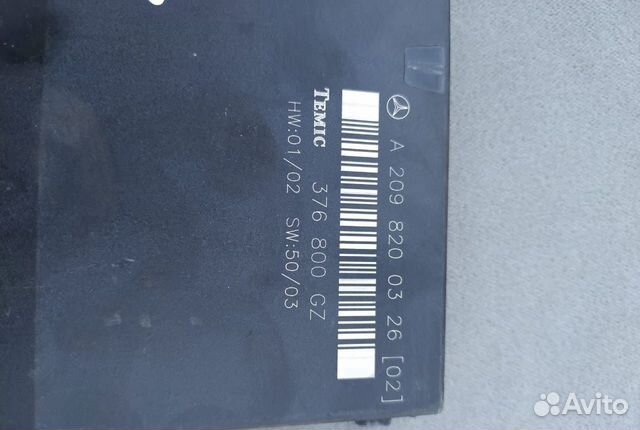 A 209 820 03 26 [02]
TEMIC 376 800 GZ
HW:01/02 SW:50/03
Avito